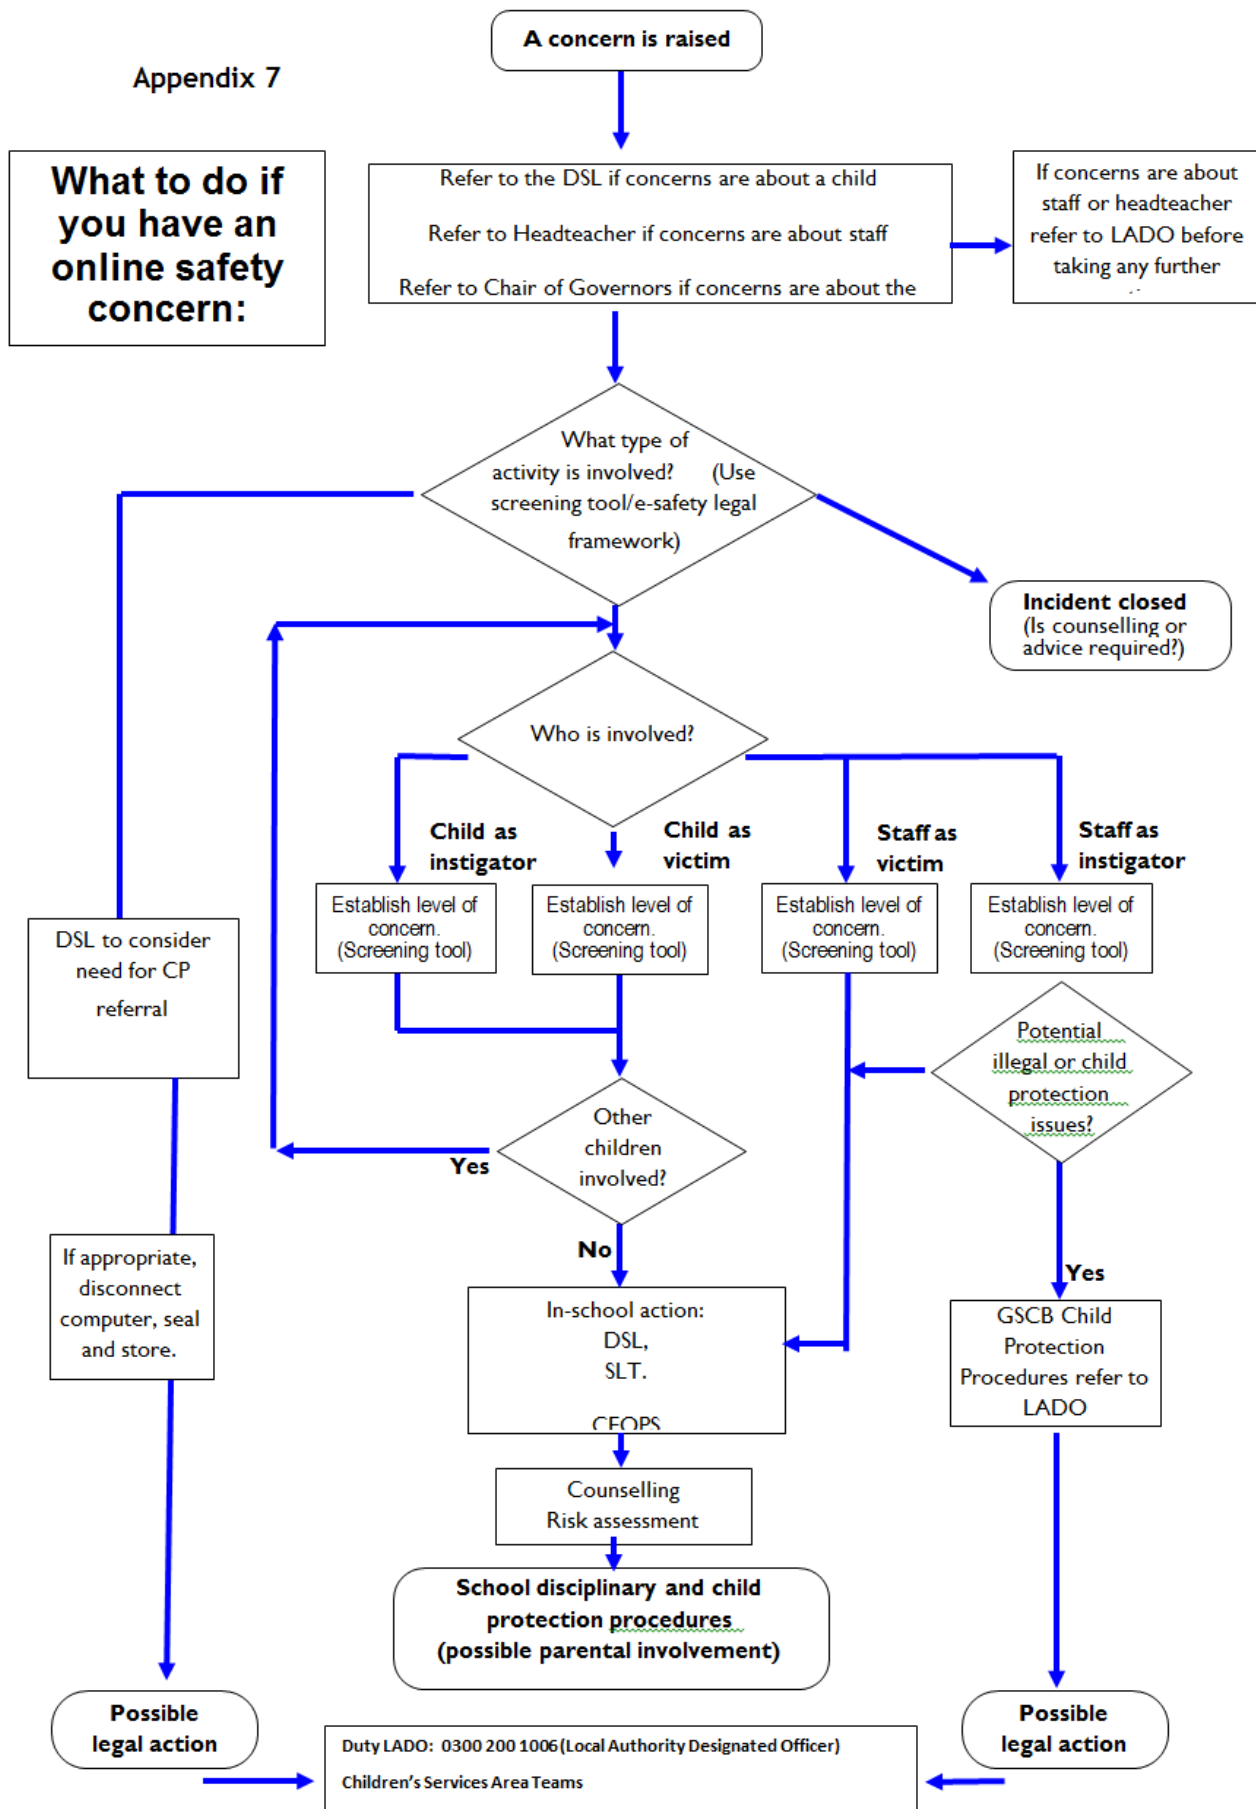 A concern is raised
Appendix 7
What to do if
you have an
online safety
concern:
Refer to the DSL if concerns are about a child
Refer to Headteacher if concerns are about staff
Refer to Chair of Governors if concerns are about the
If concerns are about
staff or headteacher
refer to LADO before
taking any further
What type of
activity is involved? (Use
screening tool/e-safety legal
framework)
Incident closed
(Is counselling or
advice required?)
Who is involved?
Child as
instigator
Child as
victim
Staff as
victim
Staff as
instigator
Establish level of
concern.
(Screening tool)
Establish level of
concern.
(Screening tool)
Establish level of
concern.
(Screening tool)
Establish level of
concern.
(Screening tool)
DSL to consider
need for CP
referral
Potential
illegal or child
protection
issues?
Other
children
involved?
Yes
No
Yes
If appropriate,
disconnect
computer, seal
and store.
In-school action:
DSL,
SLT.
CEOPS
GSCB Child
Protection
Procedures refer to
LADO
Counselling
Risk assessment
School disciplinary and child
protection procedures
(possible parental involvement)
Possible
legal action
Possible
legal action
Duty LADO: 0300 200 1006 (Local Authority Designated Officer)
Children's Services Area Teams